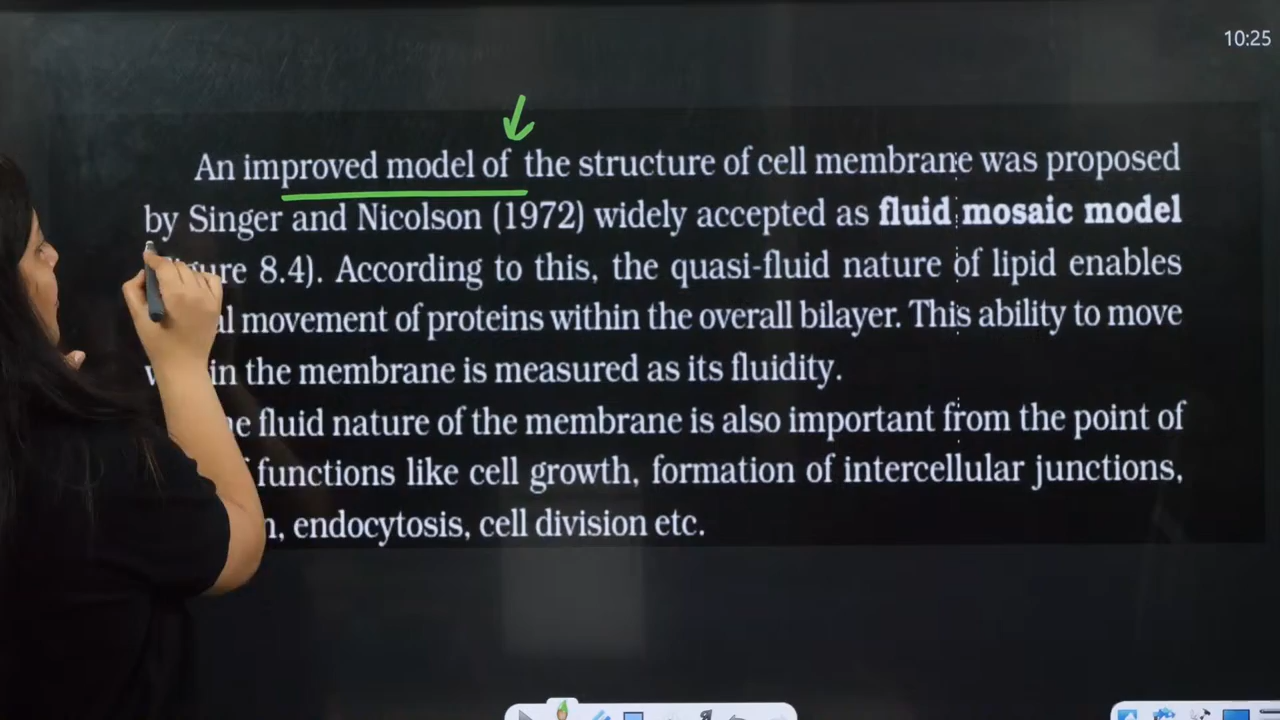 10:25
An improved model of the structure of cell membrane was proposed
by Singer and Nicolson (1972) widely accepted as fluid mosaic model
8.4). According to this, the quasi-fluid nature of lipid enables
movement of proteins within the overall bilayer. This ability to move
in the membrane is measured as its fluidity.
fluid nature of the membrane is also important from the point of
functions like cell growth, formation of intercellular junctions,
endocytosis, cell division etc.